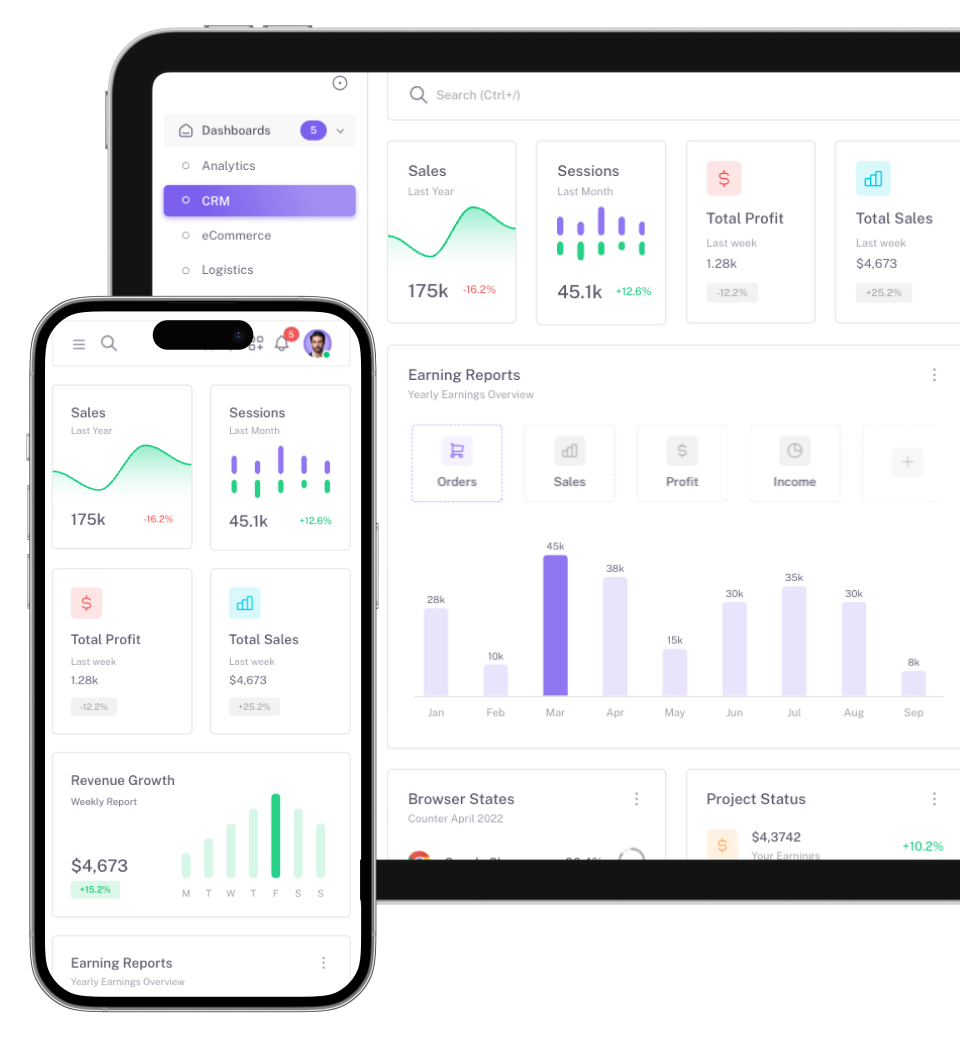 Search (Ctrl+/)
Dashboards
5
Analytics
CRM
eCommerce
Logistics
Sales
Last Year
175k
-16.2%
Sessions
Last Month
45.1k
+12.6%
$
Total Profit
Last week
1.28k
-12.2%
Total Sales
Last week
$4,673
+25.2%
Earning Reports
Yearly Earnings Overview
Orders
Sales
$
Profit
Income
+
28k
10k
45k
38k
15k
30k
35k
30k
8k
Jan
Feb
Mar
Apr
May
Jun
Jul
Aug
Sep
Browser States
Counter April 2022
Project Status
$
$4,3742
Your Earnings
+10.2%
5
Sales
Last Year
175k
-16.2%
Sessions
Last Month
45.1k
+12.6%
$
Total Profit
Last week
1.28k
-12.2%
Total Sales
Last week
$4,673
+25.2%
Revenue Growth
Weekly Report
$4,673
+15.2%
M T W T F S S
Earning Reports
Yearly Earnings Overview